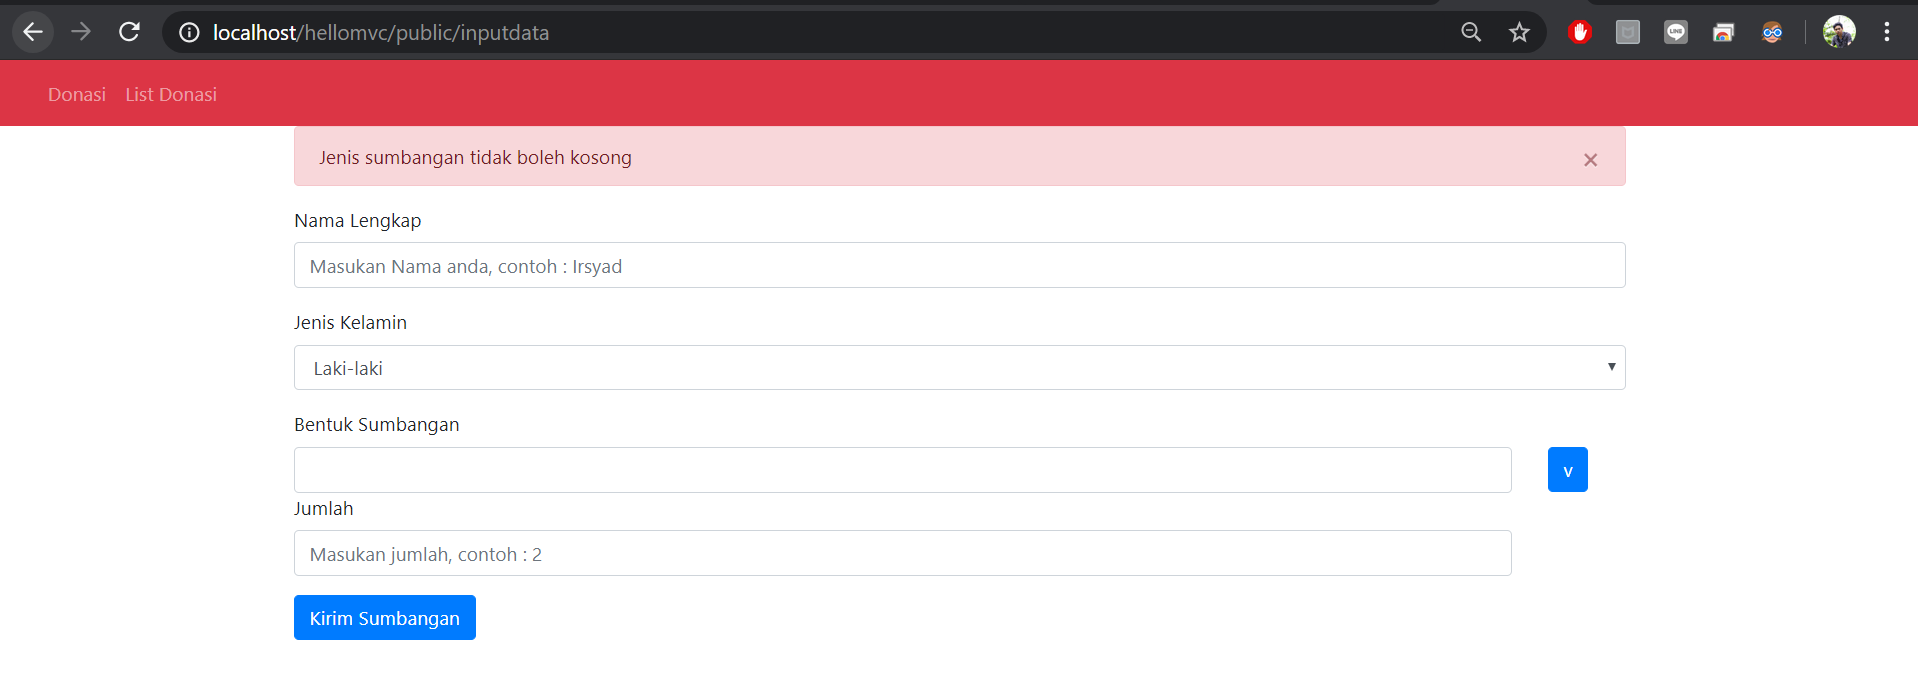 localhost/hellomvc/public/inputdata
Donasi List Donasi
Jenis sumbangan tidak boleh kosong ×
Nama Lengkap
Masukan Nama anda, contoh : Irsyad
Jenis Kelamin
Laki-laki
Bentuk Sumbangan
v
Jumlah
Masukan jumlah, contoh : 2
Kirim Sumbangan